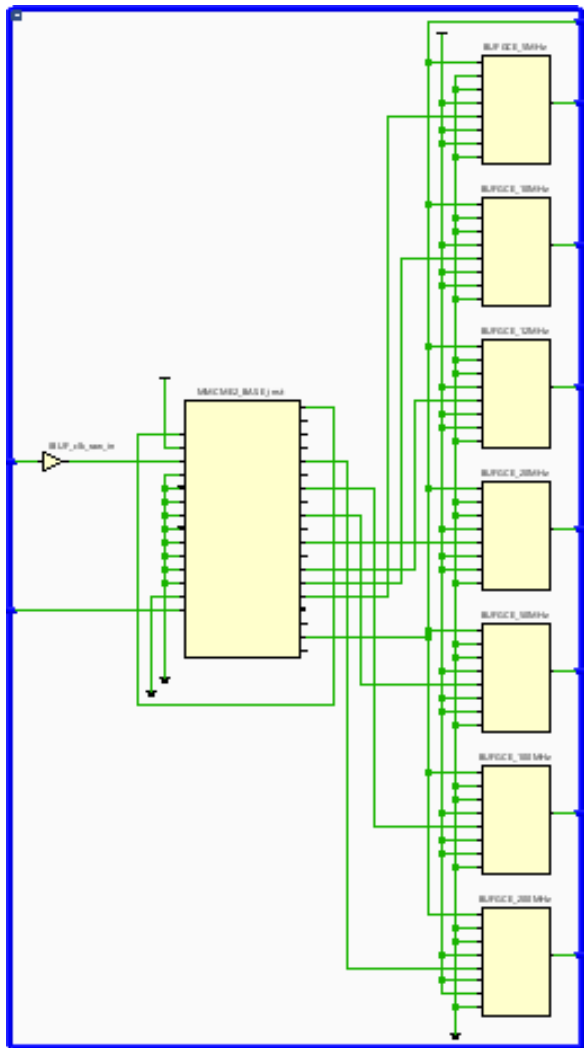 BUFGCE_5MHz
BUFGCE_10MHz
BUFGCE_12MHz
MMCME2_BASE_inst
IBUF_clk_sys_in
BUFGCE_20MHz
BUFGCE_50MHz
BUFGCE_100MHz
BUFGCE_200MHz